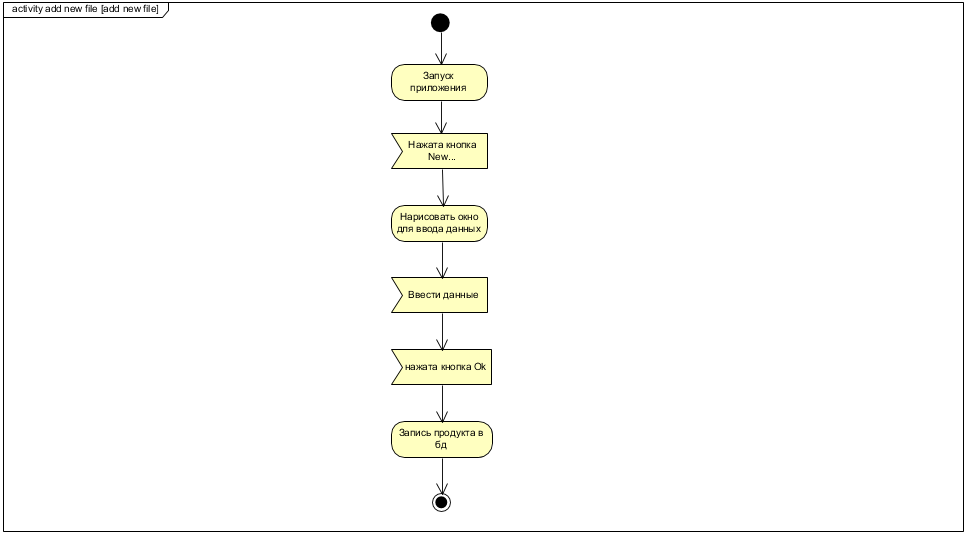 activity add new file [add new file]
Запуск
приложения
Нажата кнопка
New...
Нарисовать окно
для ввода данных
Ввести данные
нажата кнопка Ok
Запись продукта в
бд